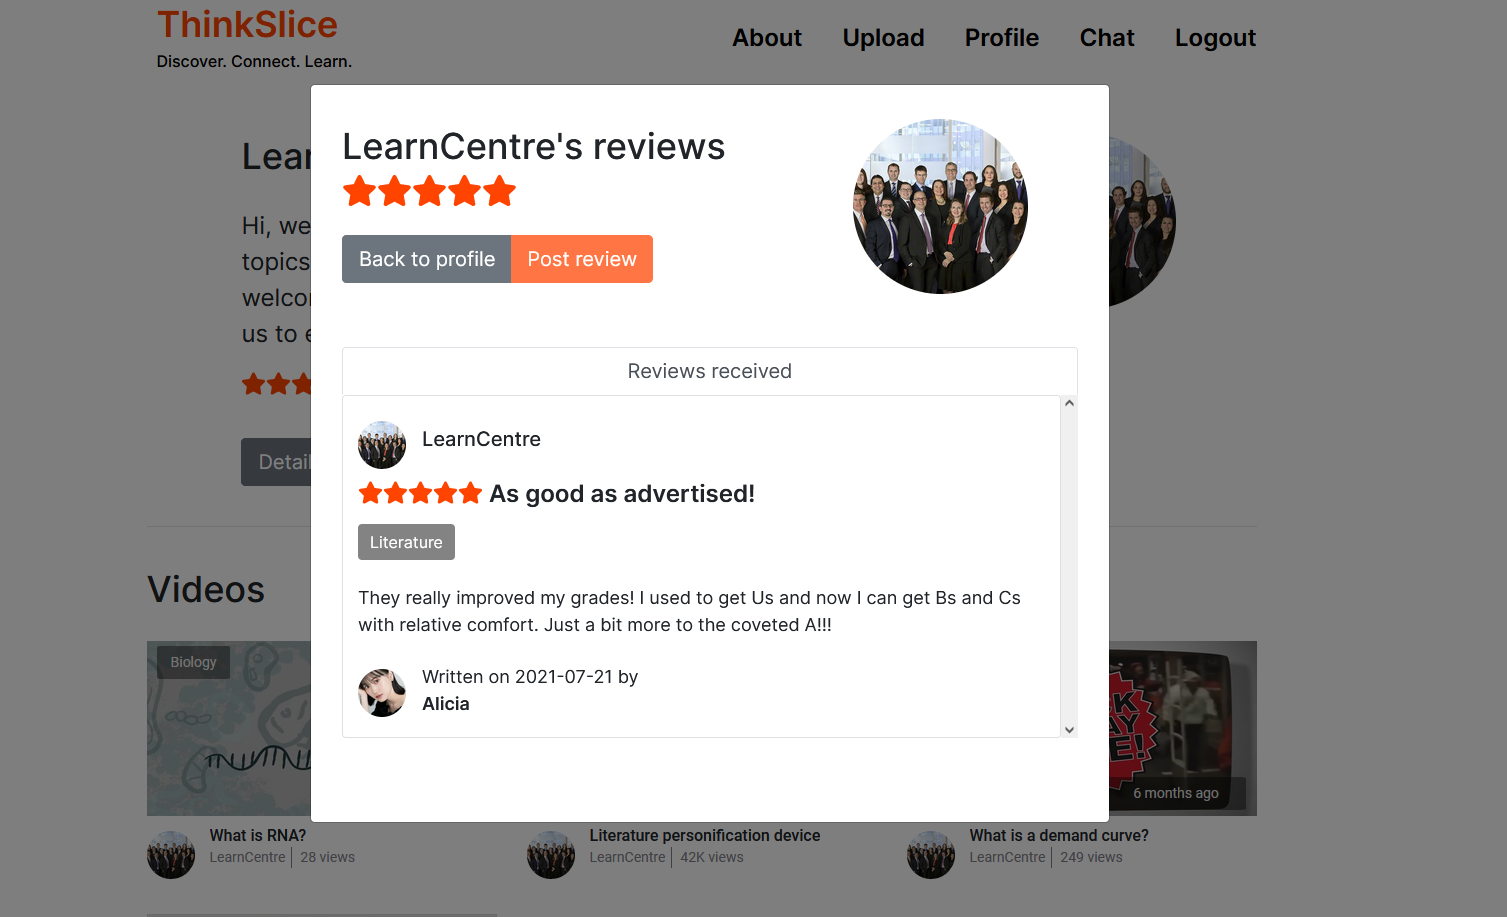 ThinkSlice
Discover. Connect. Learn.
About Upload Profile Chat Logout
LearnCentre's reviews
Back to profile Post review
Hi, we
topics
us to
Reviews received
LearnCentre
As good as advertised!
Literature
They really improved my grades! I used to get Us and now I can get Bs and Cs
with relative comfort. Just a bit more to the coveted A!!!
Written on 2021-07-21 by
Alicia
Videos
Biology
6 months ago
What is RNA?
LearnCentre 28 views
Literature personification device
LearnCentre 42K views
What is a demand curve?
LearnCentre 249 views